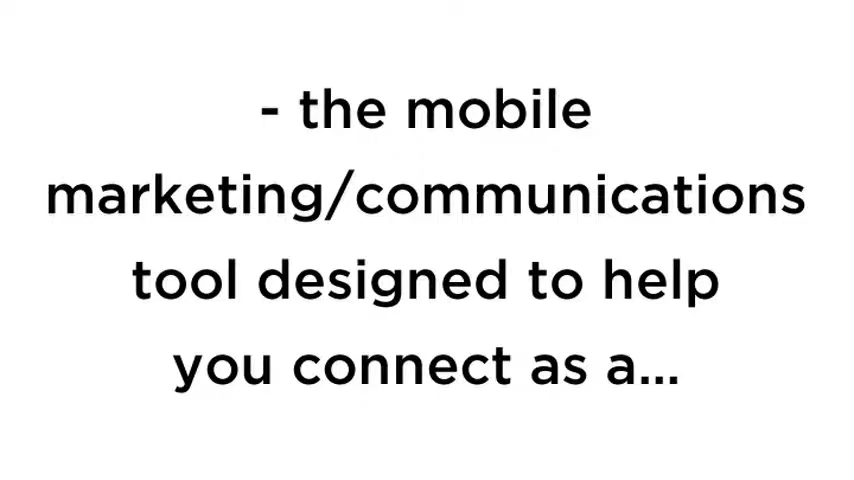 - the mobile
marketing/communications
tool designed to help
you connect as a...